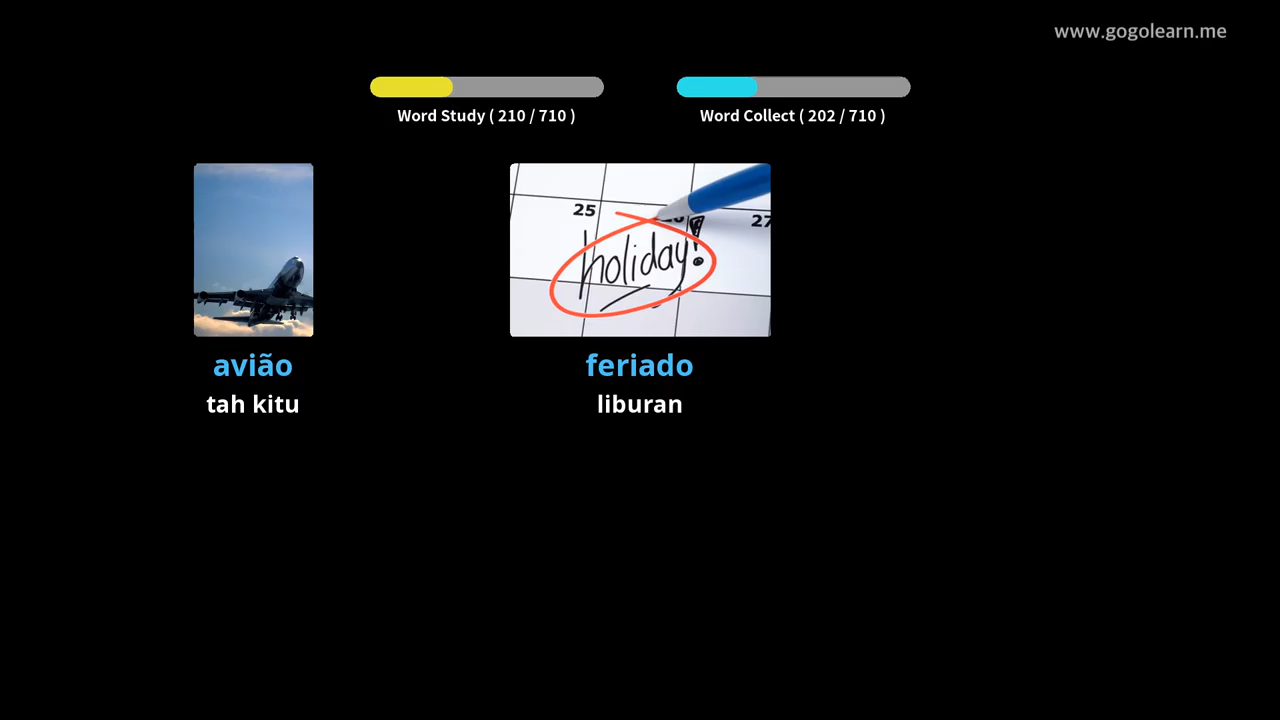 www.gogolearn.me
Word Study ( 210 / 710 )
Word Collect ( 202 / 710 )
25
27
holiday!
avião
feriado
tah kitu
liburan